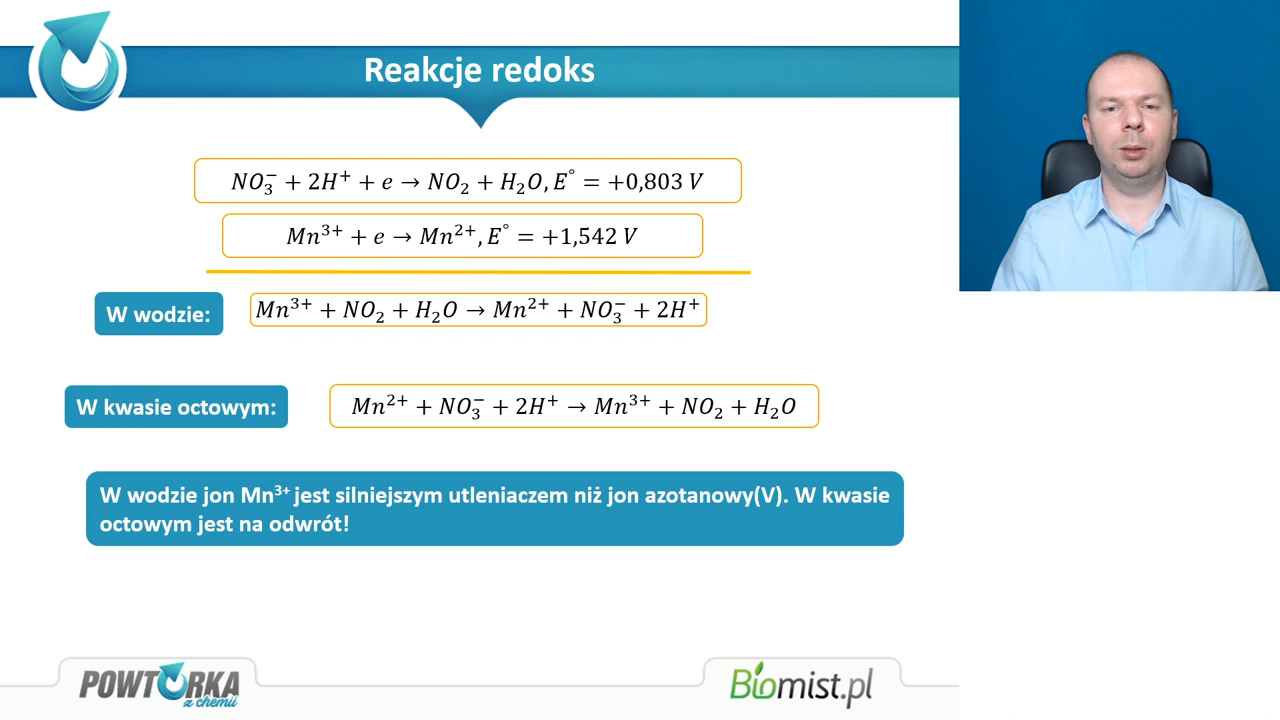 Reakcje redoks
NO₃⁻ + 2H⁺ + e → NO₂ + H₂O, E° = +0,803 V
Mn³⁺ + e → Mn²⁺, E° = +1,542 V
W wodzie:
Mn³⁺ + NO₂ + H₂O → Mn²⁺ + NO₃⁻ + 2H⁺
W kwasie octowym:
Mn²⁺ + NO₃⁻ + 2H⁺ → Mn³⁺ + NO₂ + H₂O
W wodzie jon Mn³⁺ jest silniejszym utleniaczem niż jon azotanowy(V). W kwasie
octowym jest na odwrót!
POWTÓRKA
z chemii
Biomist.pl